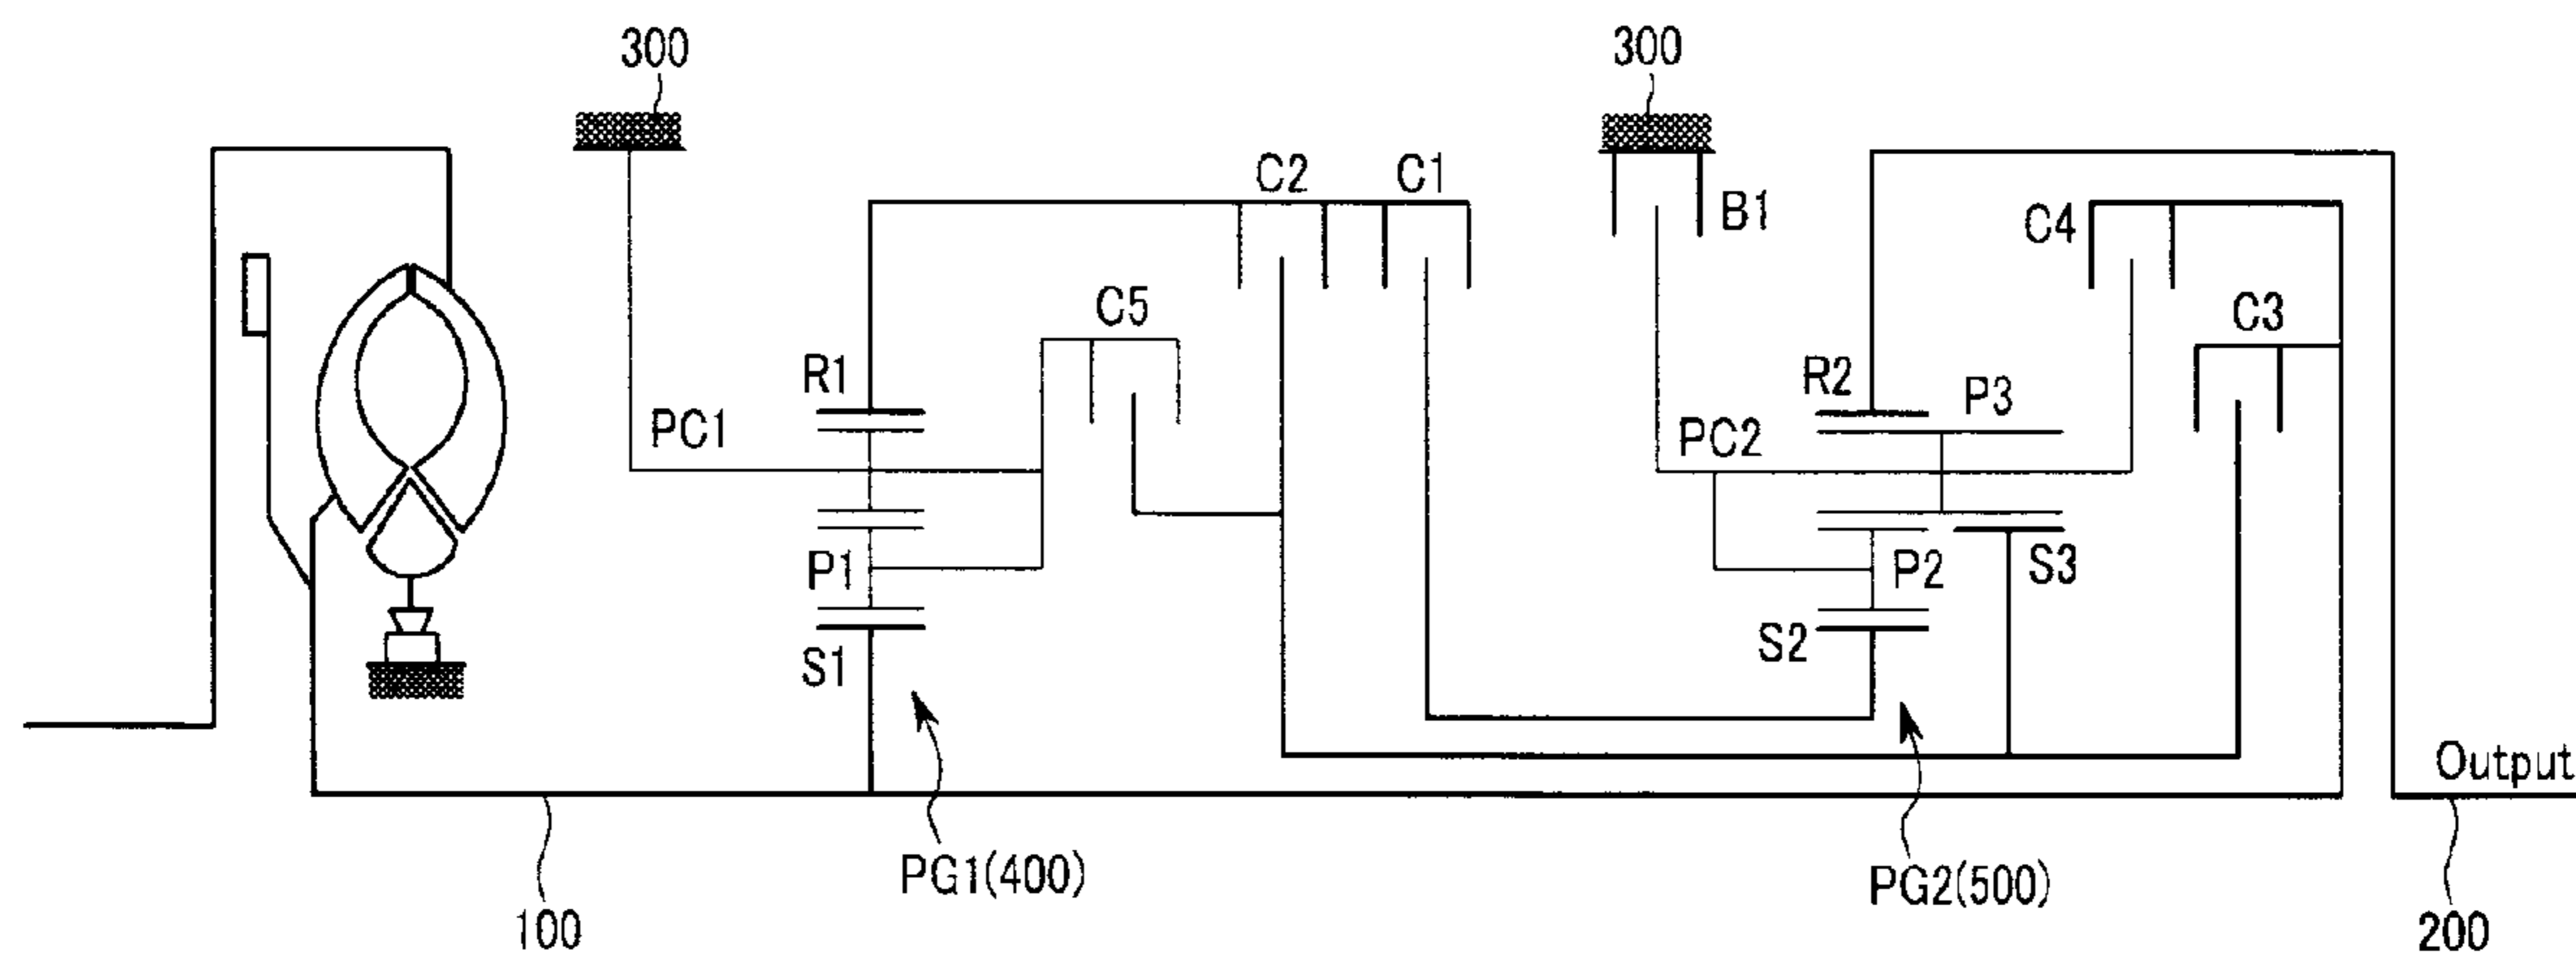 300
300
C2
C1
B1
C4
C5
C3
R1
R2
P3
PC1
PC2
P1
P2
S3
S1
S2
Output
PG1(400)
PG2(500)
100
200